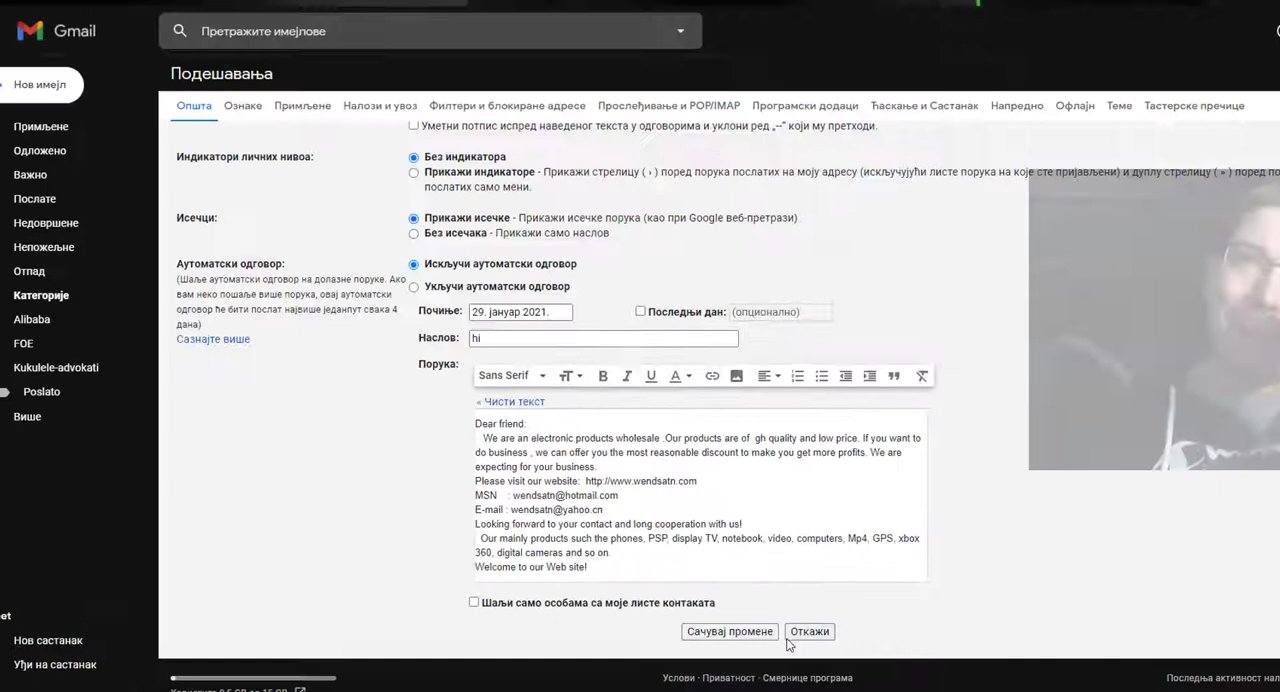 Gmail
Претражите имејлове
Нов имејл
Примљене
Одложено
Важно
Послате
Недовршене
Непожељне
Отпад
Категорије
Alibaba
FOE
Kukulele-advokati
Poslato
Више
Нови састанак
Уђи на састанак
Подешавања
Општа Ознаке Примљене Налози и увоз Филтери и блокиране адресе Прослеђивање и POP/IMAP Програмски додаци Ћаскање и Састанак Напредно Офлајн Теме Тастерске пречице
Уметни потпис испред наведеног текста у одговорима и уклони ред „--" који му претходи.
Индикатори личних нивоа:
Без индикатора
Прикажи индикаторе - Прикажи стрелицу ( › ) поред порука послатих на моју адресу (искључујући листе порука на које сте пријављени) и дуплу стрелицу ( » ) поред
послатих само мени.
Исечци:
Прикажи исечке - Прикажи исечке порука (као при Google веб-претрази)
Без исечака - Прикажи само наслов
Аутоматски одговор:
(Шаље аутоматски одговор на долазне поруке. Ако
вам неко пошаље више порука, овај аутоматски
одговор ће бити послат највише једанпут свака 4
дана)
Сазнајте више
Искључи аутоматски одговор
Укључи аутоматски одговор
Почиње: 29. јануар 2021. Последњи дан: (опционално)
Наслов: hi
Порука:
Sans Serif
« Чисти текст
Dear friend:
We are an electronic products wholesale .Our products are of gh quality and low price. If you want to
do business , we can offer you the most reasonable discount to make you get more profits. We are
expecting for your business.
Please visit our website: http://www.wendsatn.com
MSN : wendsatn@hotmail.com
E-mail : wendsatn@yahoo.cn
Looking forward to your contact and long cooperation with us!
Our mainly products such the phones, PSP, display TV, notebook, video, computers, Mp4, GPS, xbox
360, digital cameras and so on.
Welcome to our Web site!
Шаљи само особама са моје листе контаката
Сачувај промене Откажи
Услови · Приватност · Смернице програма
Последња активност